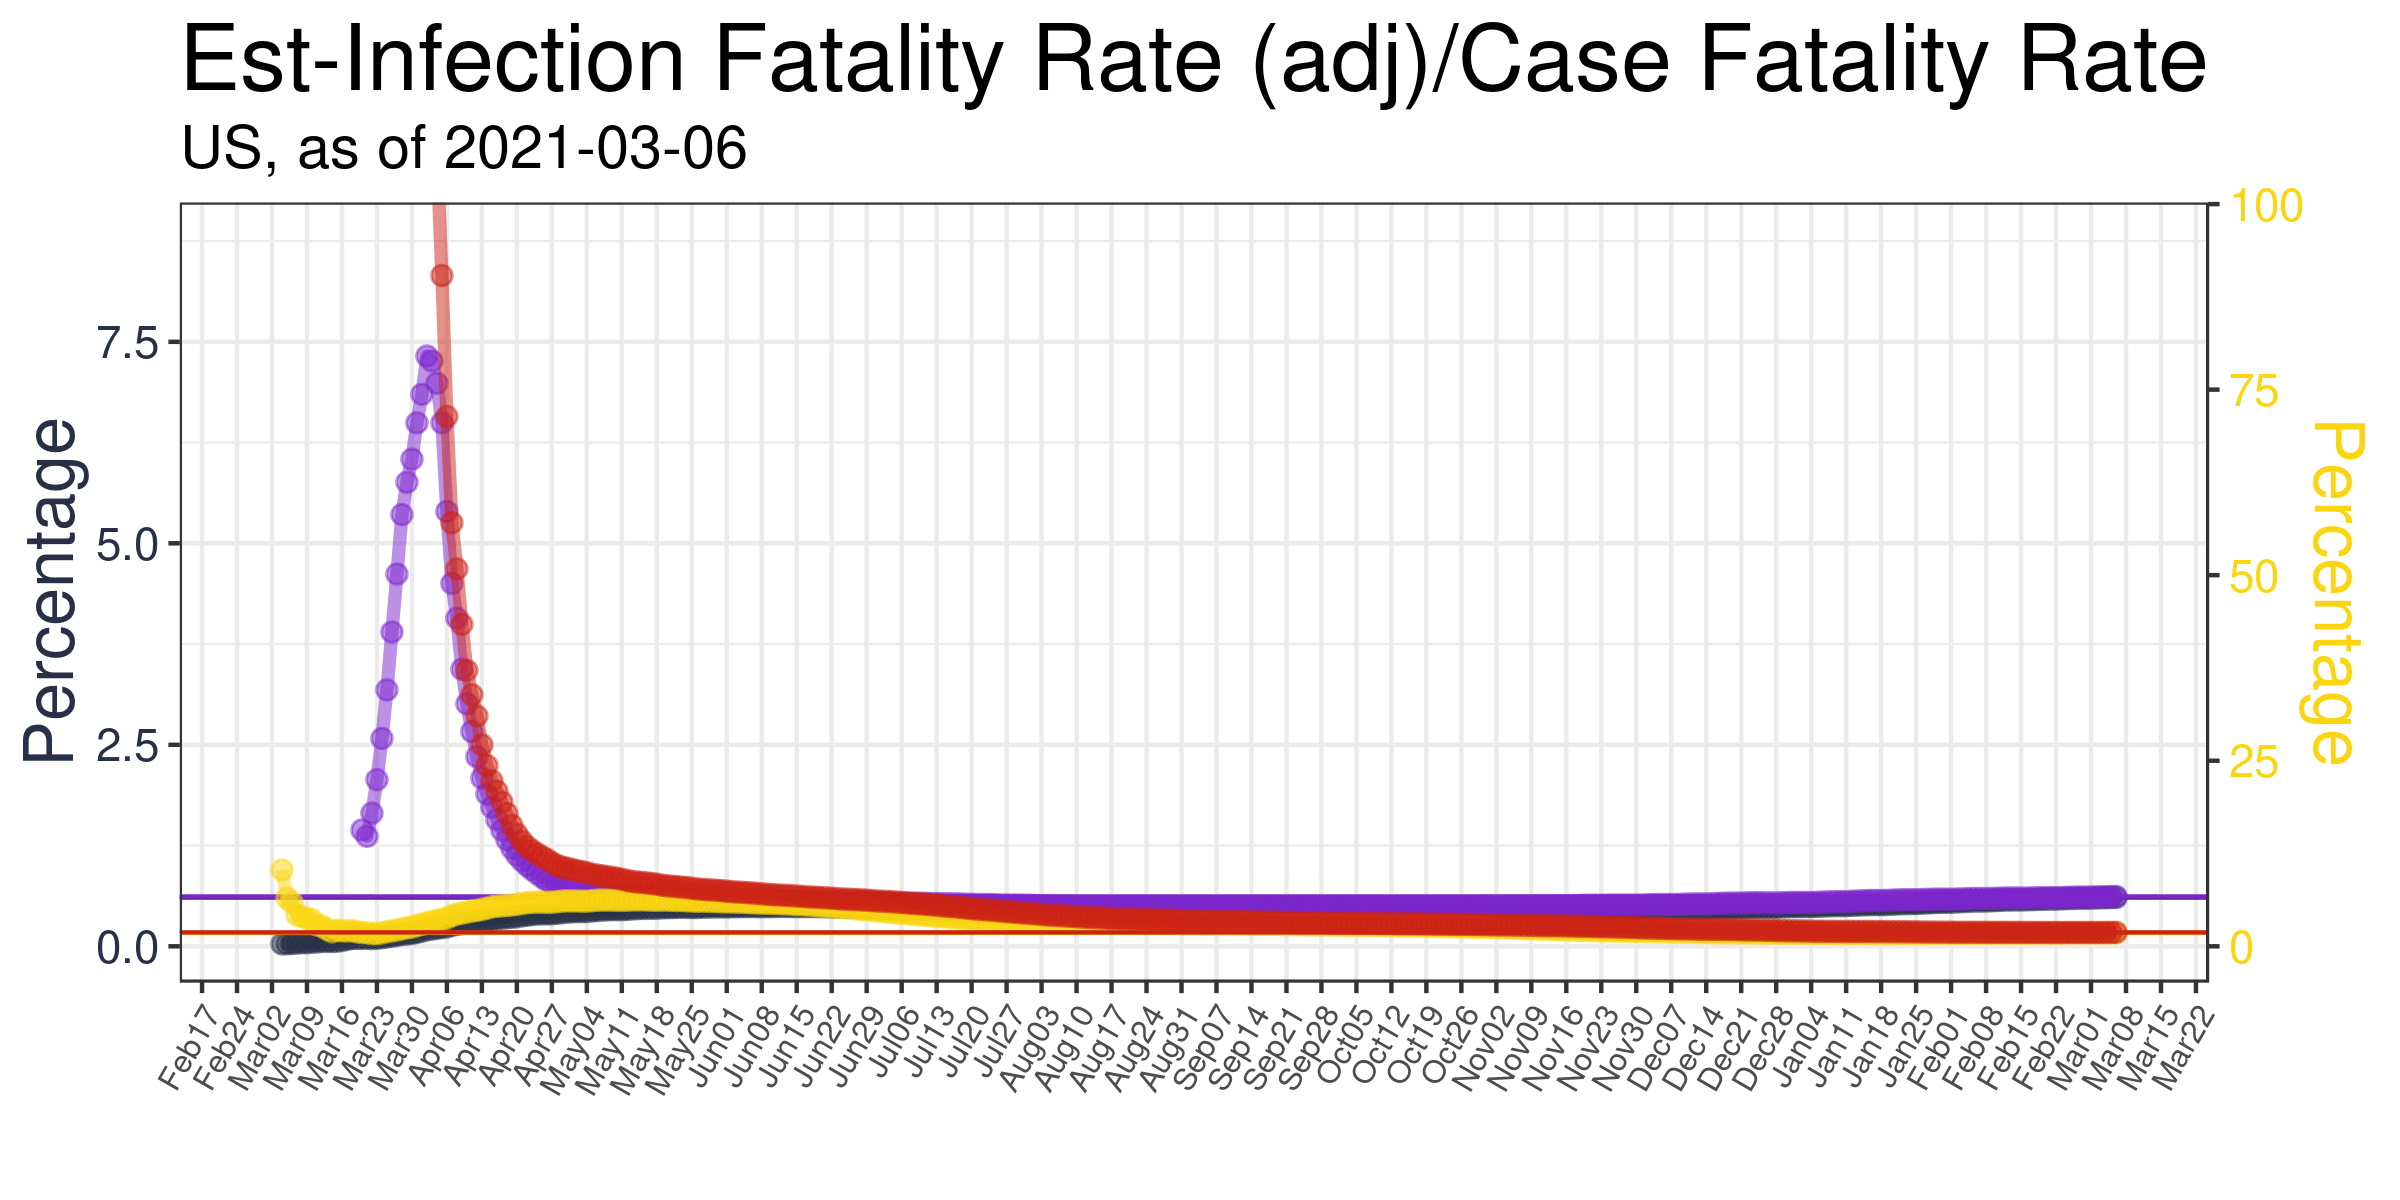 Est-Infection Fatality Rate (adj)/Case Fatality Rate
US, as of 2021-03-06
100
7.5
75
5.0
50
2.5
25
0.0
0
Percentage
Percentage
Feb17
Feb24
Mar02
Mar09
Mar16
Mar23
Mar30
Apr06
Apr13
Apr20
Apr27
May04
May11
May18
May25
Jun01
Jun08
Jun15
Jun22
Jun29
Jul06
Jul13
Jul20
Jul27
Aug03
Aug10
Aug17
Aug24
Aug31
Sep07
Sep14
Sep21
Sep28
Oct05
Oct12
Oct19
Oct26
Nov02
Nov09
Nov16
Nov23
Nov30
Dec07
Dec14
Dec21
Dec28
Dec04
Jan11
Jan18
Jan25
Jan25
Feb01
Feb08
Feb15
Feb22
Mar01
Mar08
Mar15
Mar22